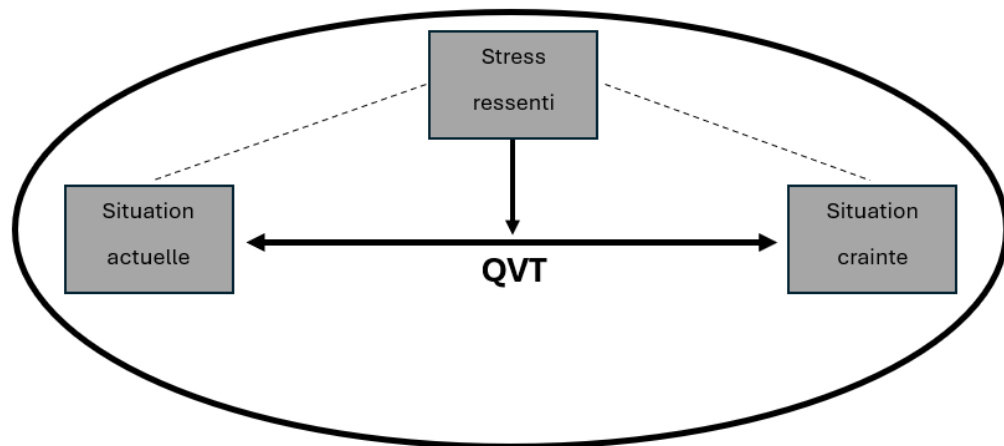 Stress
ressenti
Situation
actuelle
Situation
crainte
QVT